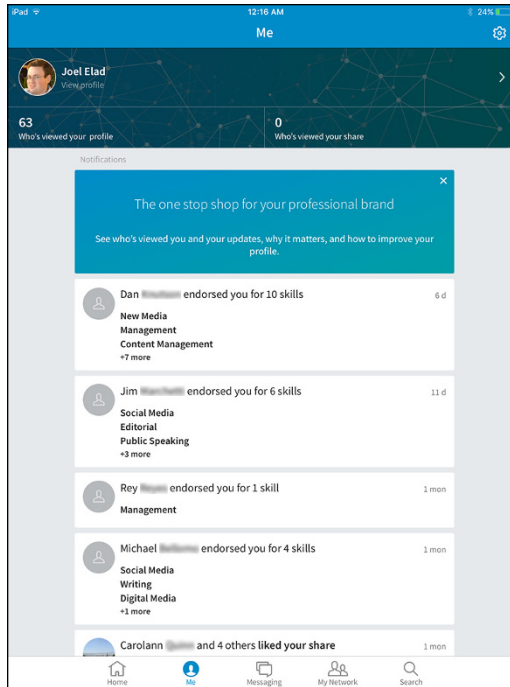 iPad
12:16 AM
24%
Me
Joel Elad
View profile
63
Who's viewed your profile
0
Who's viewed your share
Notifications
The one stop shop for your professional brand
See who's viewed you and your updates, why it matters, and how to improve your
profile.
Dan endorsed you for 10 skills
6 d
New Media
Management
Content Management
+7 more
Jim endorsed you for 6 skills
11 d
Social Media
Editorial
Public Speaking
+3 more
Rey endorsed you for 1 skill
1 mon
Management
Michael endorsed you for 4 skills
1 mon
Social Media
Writing
Digital Media
+1 more
Carolann and 4 others liked your share
1 mon
Home
Me
Messaging
My Network
Search